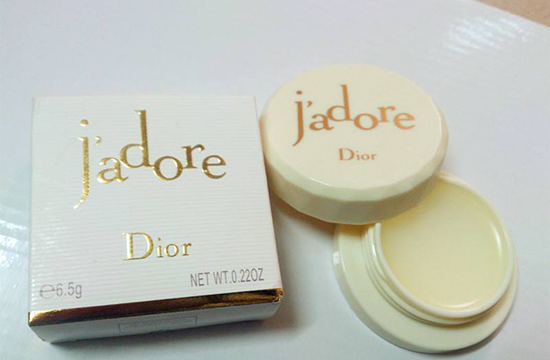 j'adore
Dior
℮6.5g
NET WT.0.22OZ
j'adore
Dior